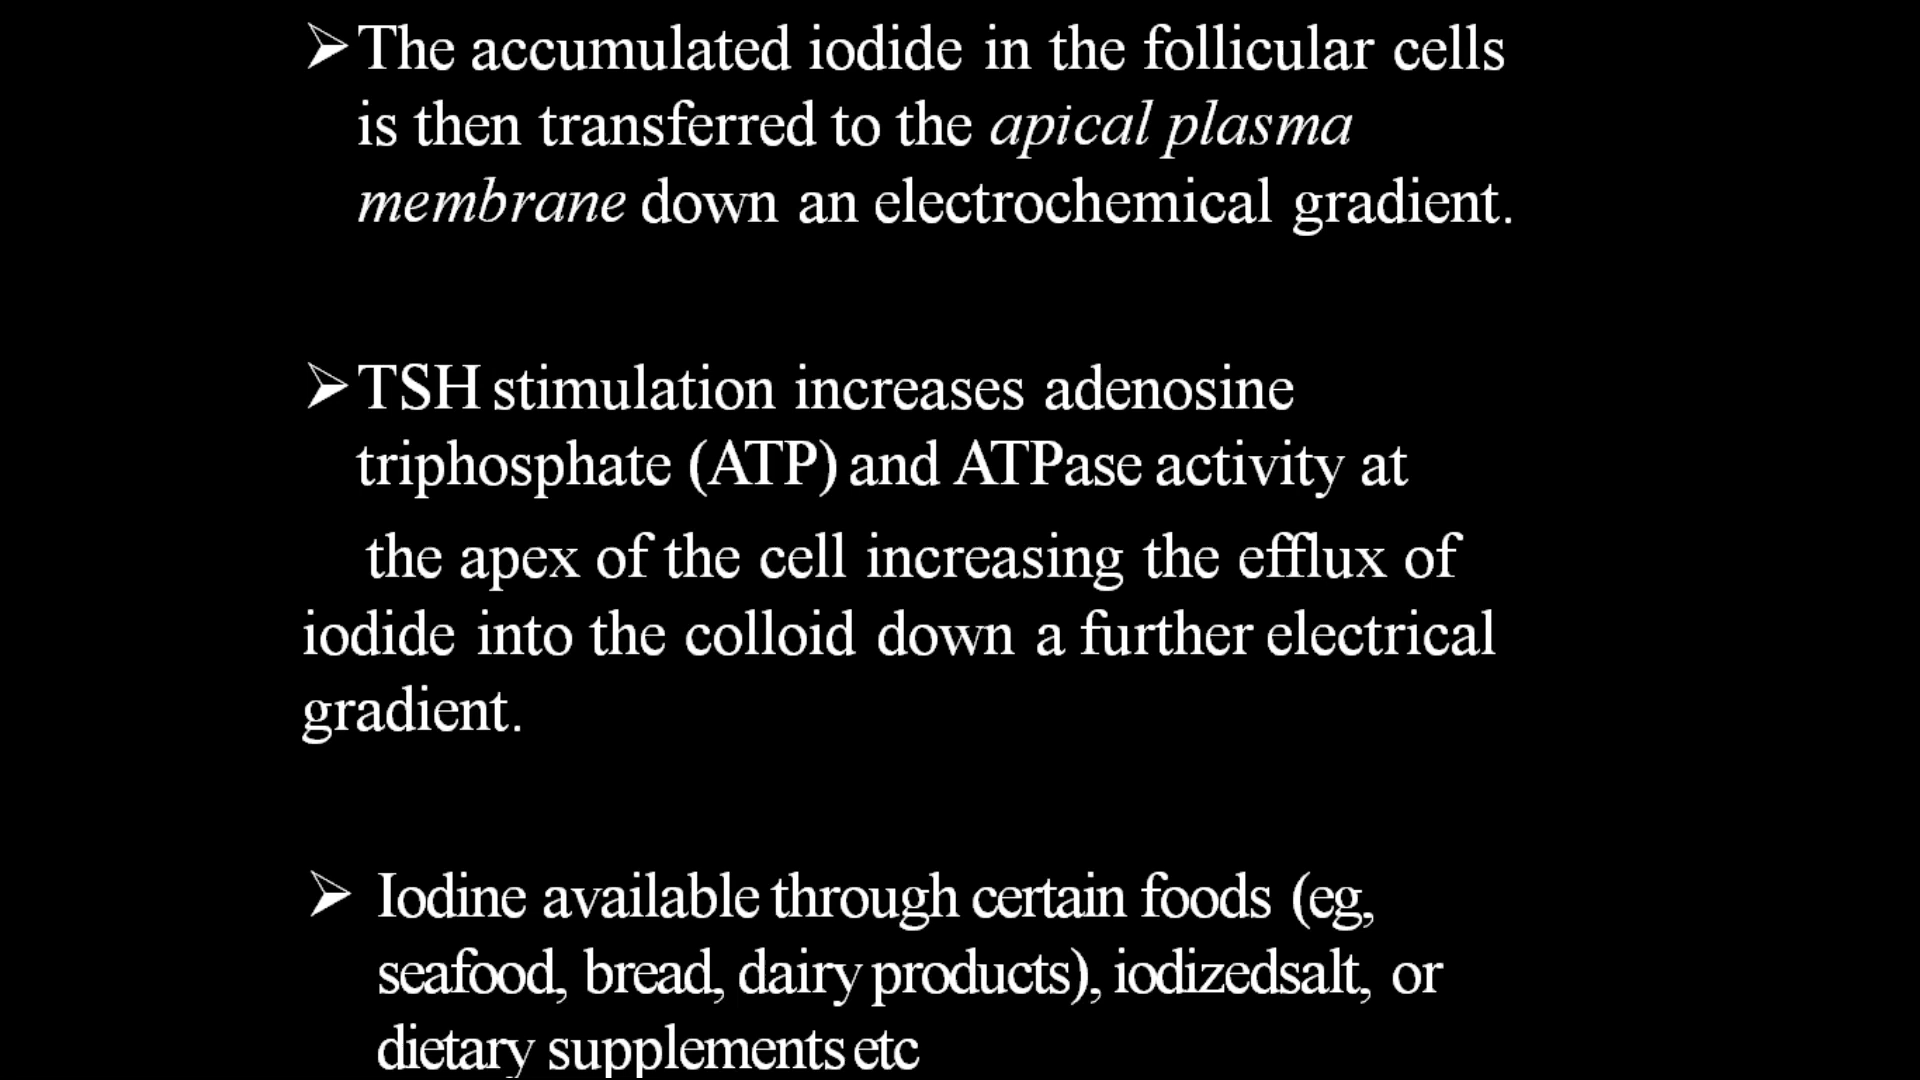 ➢The accumulated iodide in the follicular cells
is then transferred to the apical plasma
membrane down an electrochemical gradient.
➢TSH stimulation increases adenosine
triphosphate (ATP) and ATPase activity at
the apex of the cell increasing the efflux of
iodide into the colloid down a further electrical
gradient.
➢ Iodine available through certain foods (eg,
seafood, bread, dairy products), iodizedsalt, or
dietary supplements etc